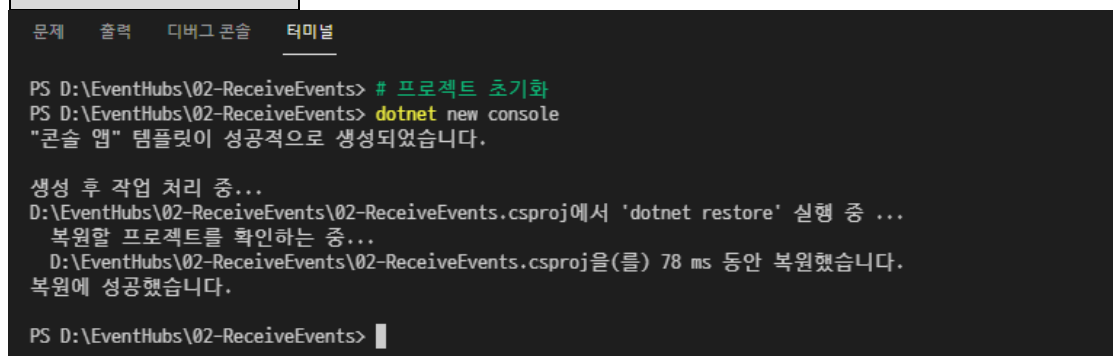 문제 출력 디버그 콘솔 터미널
PS D:\EventHubs\02-ReceiveEvents> # 프로젝트 초기화
PS D:\EventHubs\02-ReceiveEvents> dotnet new console
"콘솔 앱" 템플릿이 성공적으로 생성되었습니다.
생성 후 작업 처리 중...
D:\EventHubs\02-ReceiveEvents\02-ReceiveEvents.csproj에서 'dotnet restore' 실행 중 ...
복원할 프로젝트를 확인하는 중...
D:\EventHubs\02-ReceiveEvents\02-ReceiveEvents.csproj을(를) 78 ms 동안 복원했습니다.
복원에 성공했습니다.
PS D:\EventHubs\02-ReceiveEvents>